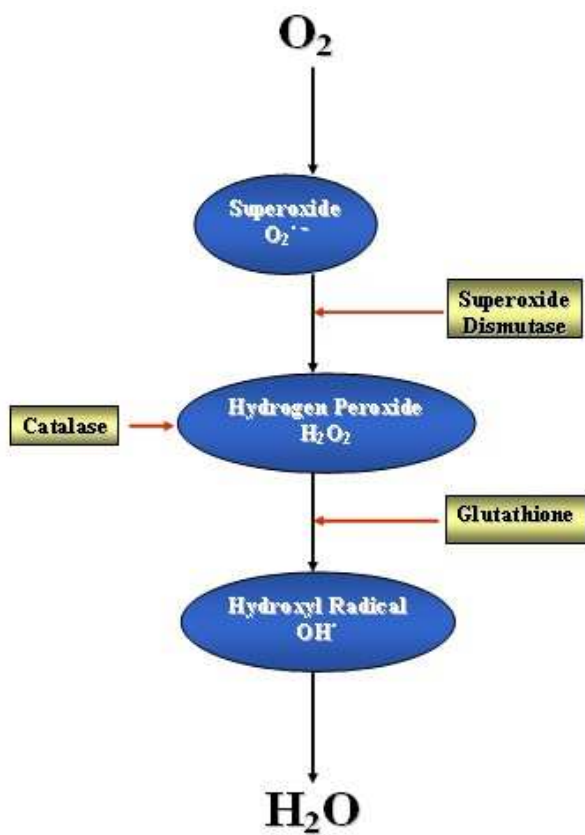 O₂
Superoxide
O₂˙⁻
Superoxide
Dismutase
Hydrogen Peroxide
H₂O₂
Catalase
Glutathione
Hydroxyl Radical
OH˙
H₂O